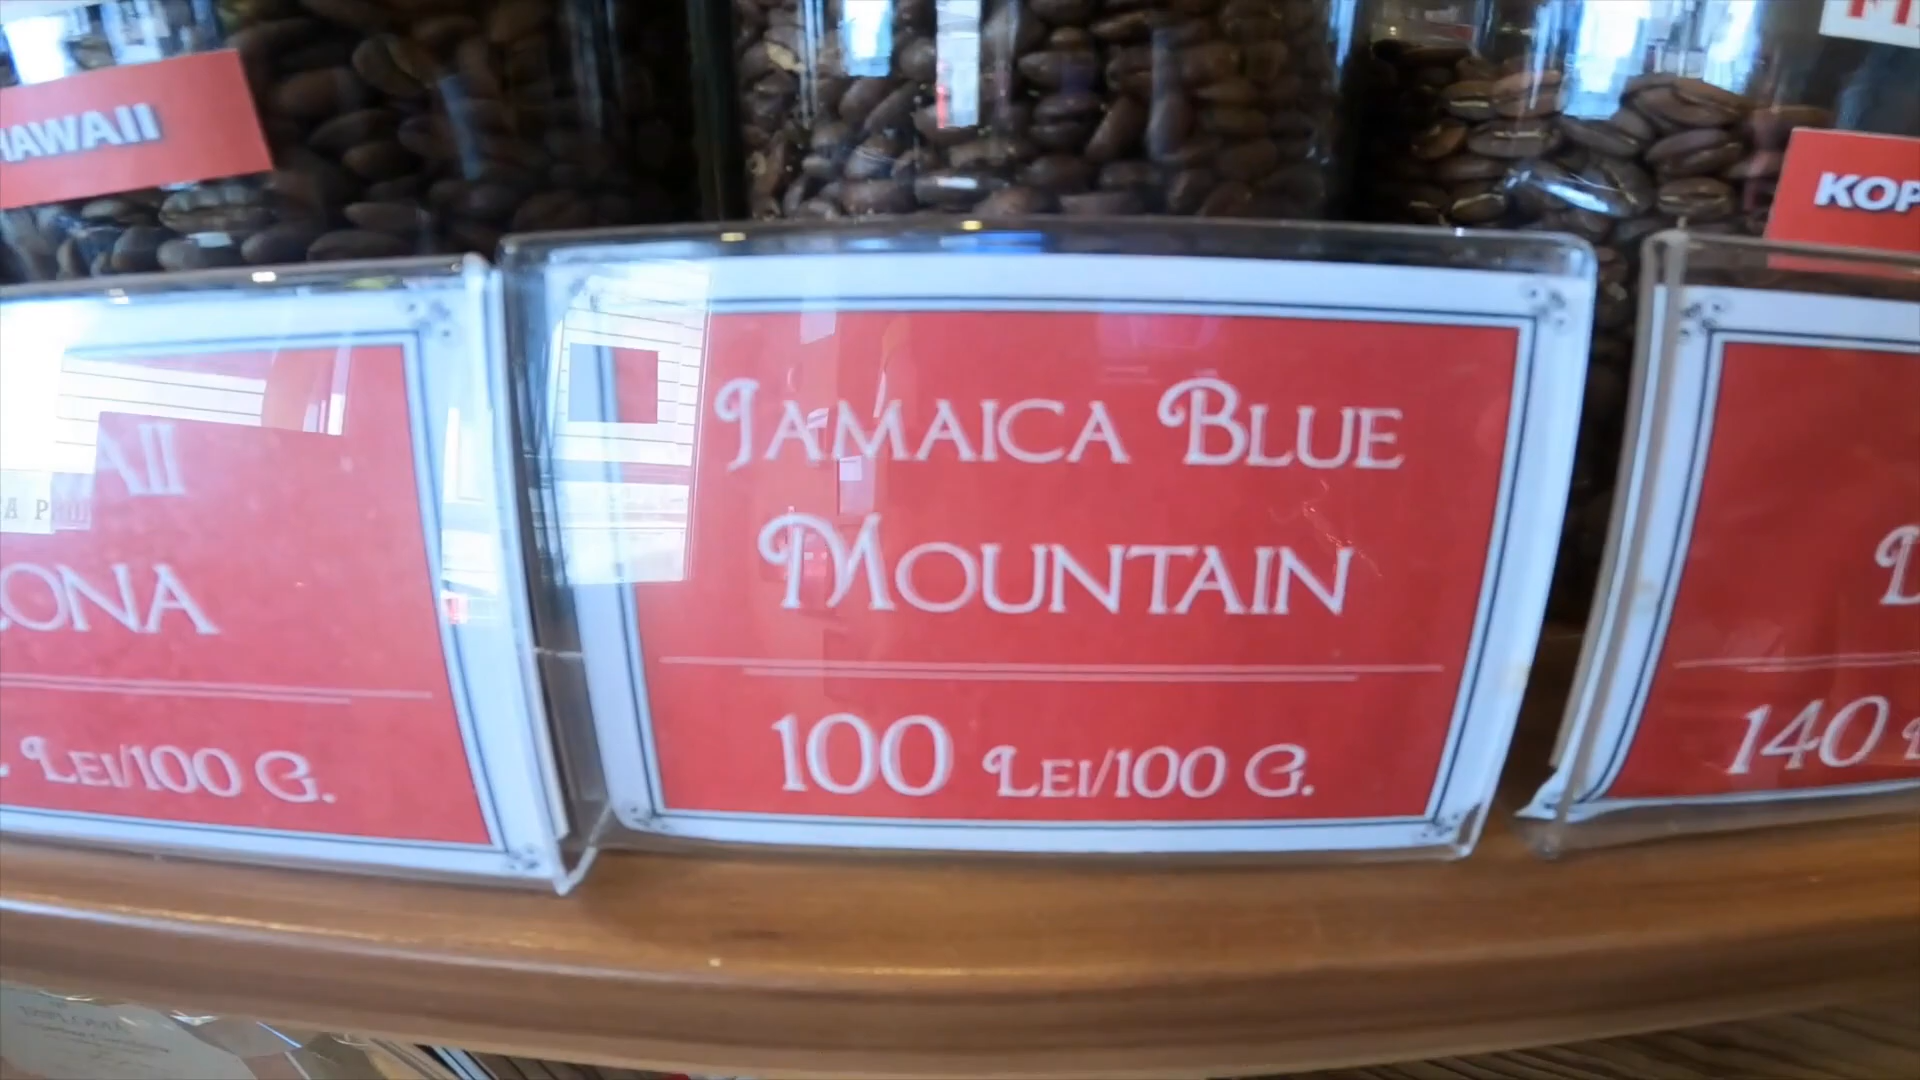 HAWAII
KOP
AII
ONA
LEI/100 G.
JAMAICA BLUE
MOUNTAIN
100 LEI/100 G.
140